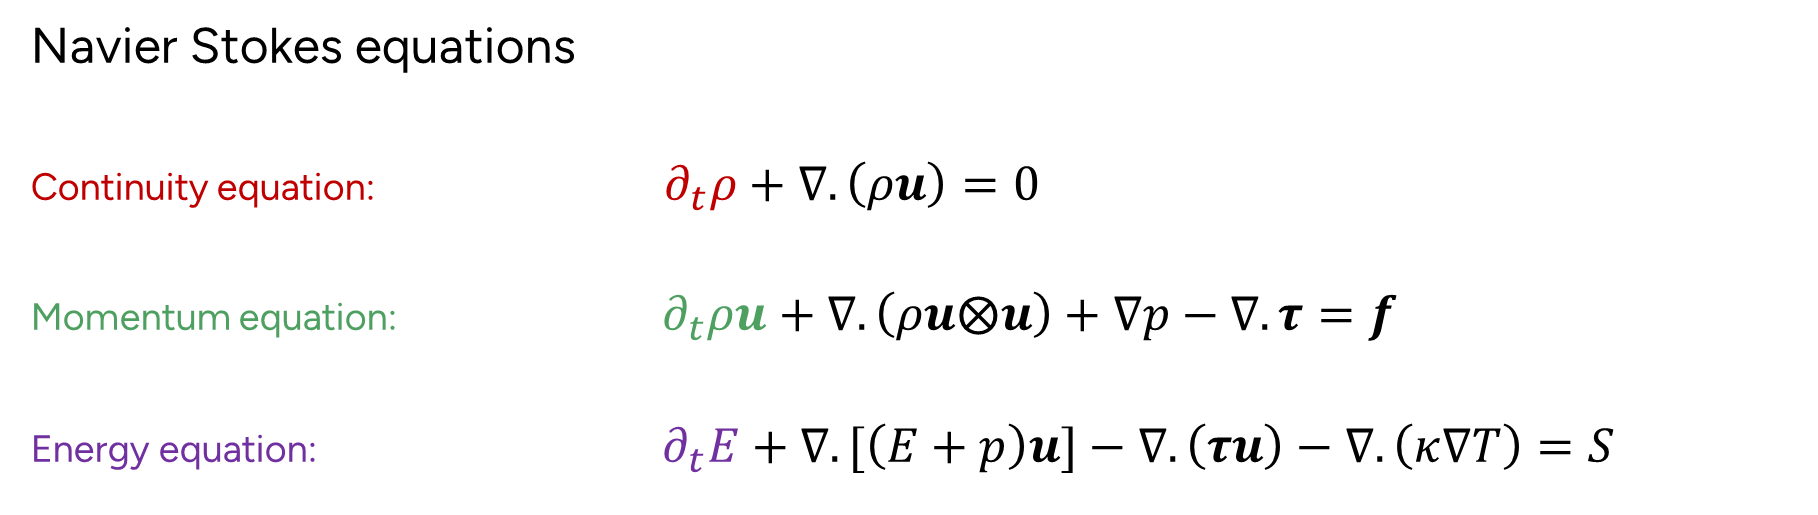 Navier Stokes equations
Continuity equation: ∂ₜρ + ∇.(ρ𝒖) = 0
Momentum equation: ∂ₜρ𝒖 + ∇.(ρ𝒖⊗𝒖) + ∇p − ∇.𝝉 = 𝒇
Energy equation: ∂ₜE + ∇.[(E + p)𝒖] − ∇.(𝝉𝒖) − ∇.(κ∇T) = S